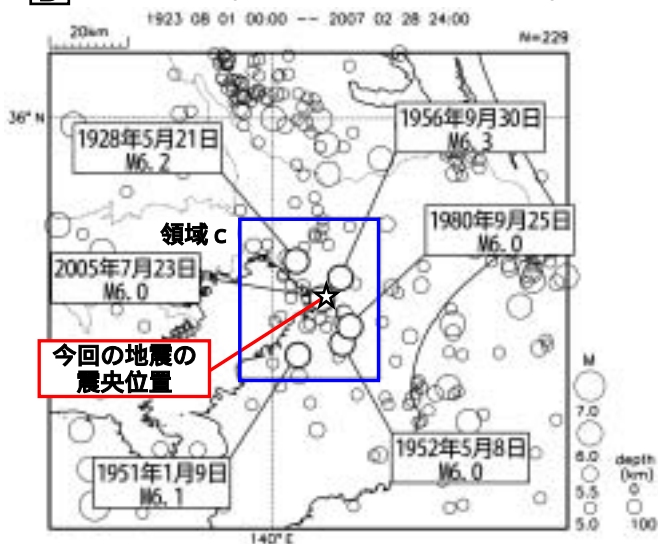 1923 08 01 00:00 -- 2007 02 28 24:00
20km
N=229
36°N
1956年9月30日
M6.3
1928年5月21日
M6.2
1980年9月25日
M6.0
領域c
2005年7月23日
M6.0
今回の地震の
震央位置
M
7.0
6.0
5.5
5.0
depth
(km)
0
100
1952年5月8日
M6.0
1951年1月9日
M6.1
140°E